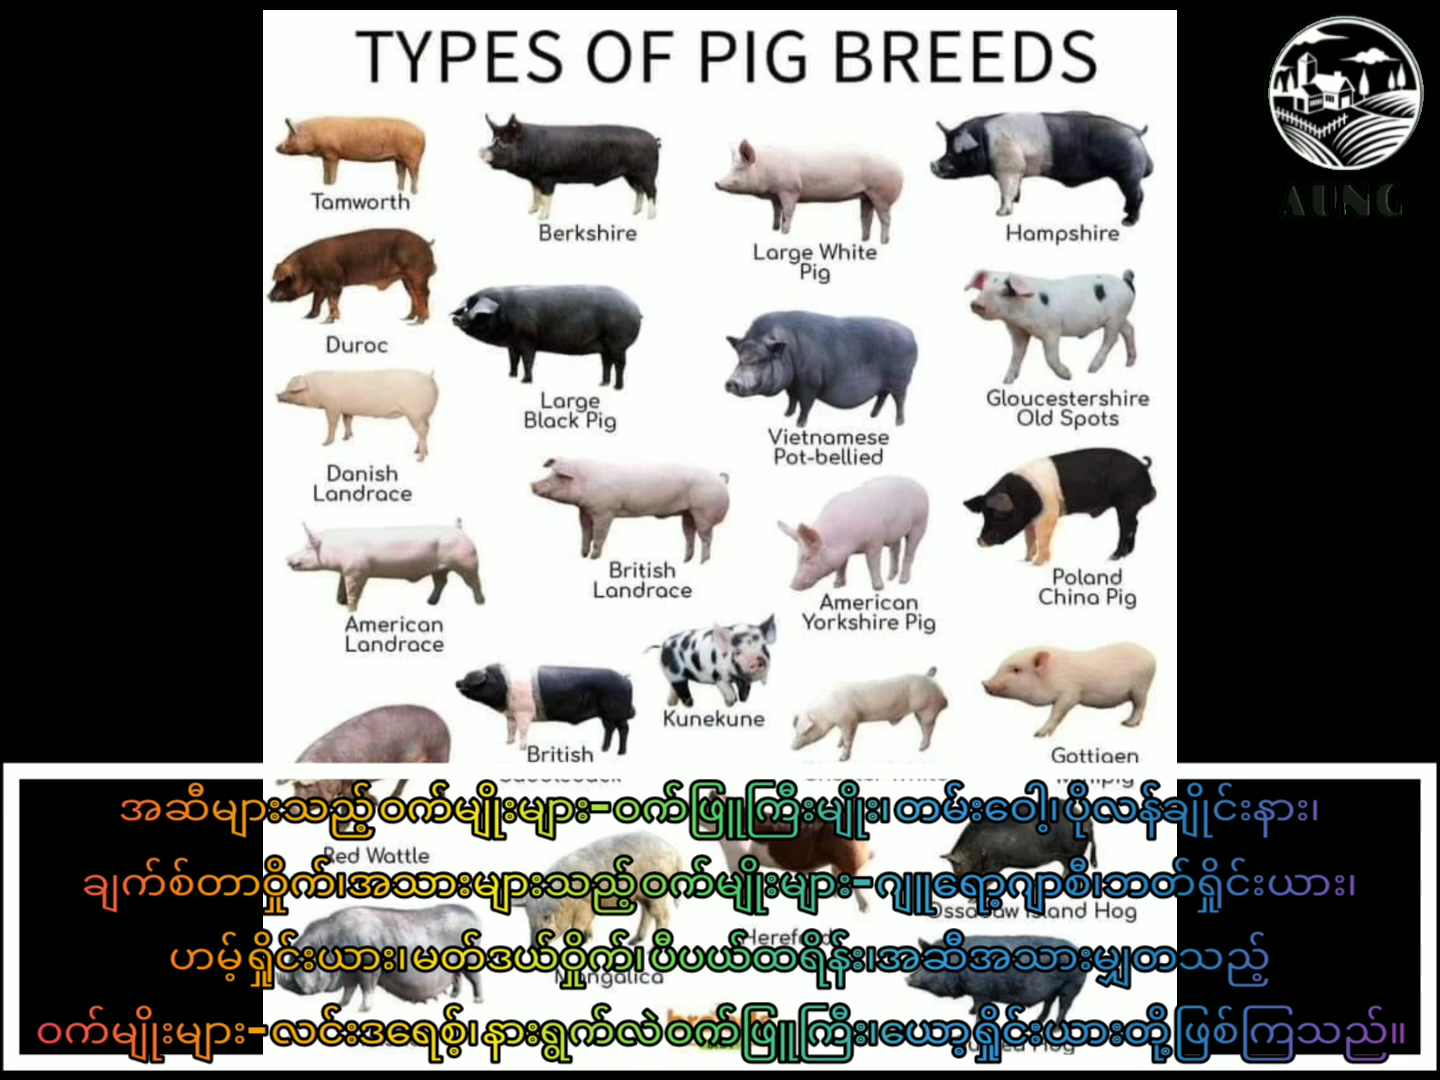 TYPES OF PIG BREEDS
AUNG
Tamworth
Berkshire
Large White
Pig
Hampshire
Duroc
Large
Black Pig
Vietnamese
Pot-bellied
Gloucestershire
Old Spots
Danish
Landrace
British
Landrace
American
Yorkshire Pig
Poland
China Pig
American
Landrace
Kunekune
British
Gottigen
Red Wattle
Island Hog
Mangalica
အဆီများသည့်ဝက်မျိုးများ-ဝက်ဖြူကြီးမျိုး၊တမ်းဝေါ့၊ပိုလန်ချိုင်းနား၊
ချက်စ်တာဝှိုက်၊အသားများသည့်ဝက်မျိုးများ-ဂျူရော့ဂျာစီ၊ဘတ်ရှိုင်းယား၊
ဟမ့်ရှိုင်းယား၊မတ်ဒယ်ဝှိုက်၊ပီပယ်ထရိန်း၊အဆီအသားမျှတသည့်
ဝက်မျိုးများ-လင်းဒရေစ့်၊နားရွက်လဲဝက်ဖြူကြီး၊ယော့ရှိုင်းယားတို့ဖြစ်ကြသည်။